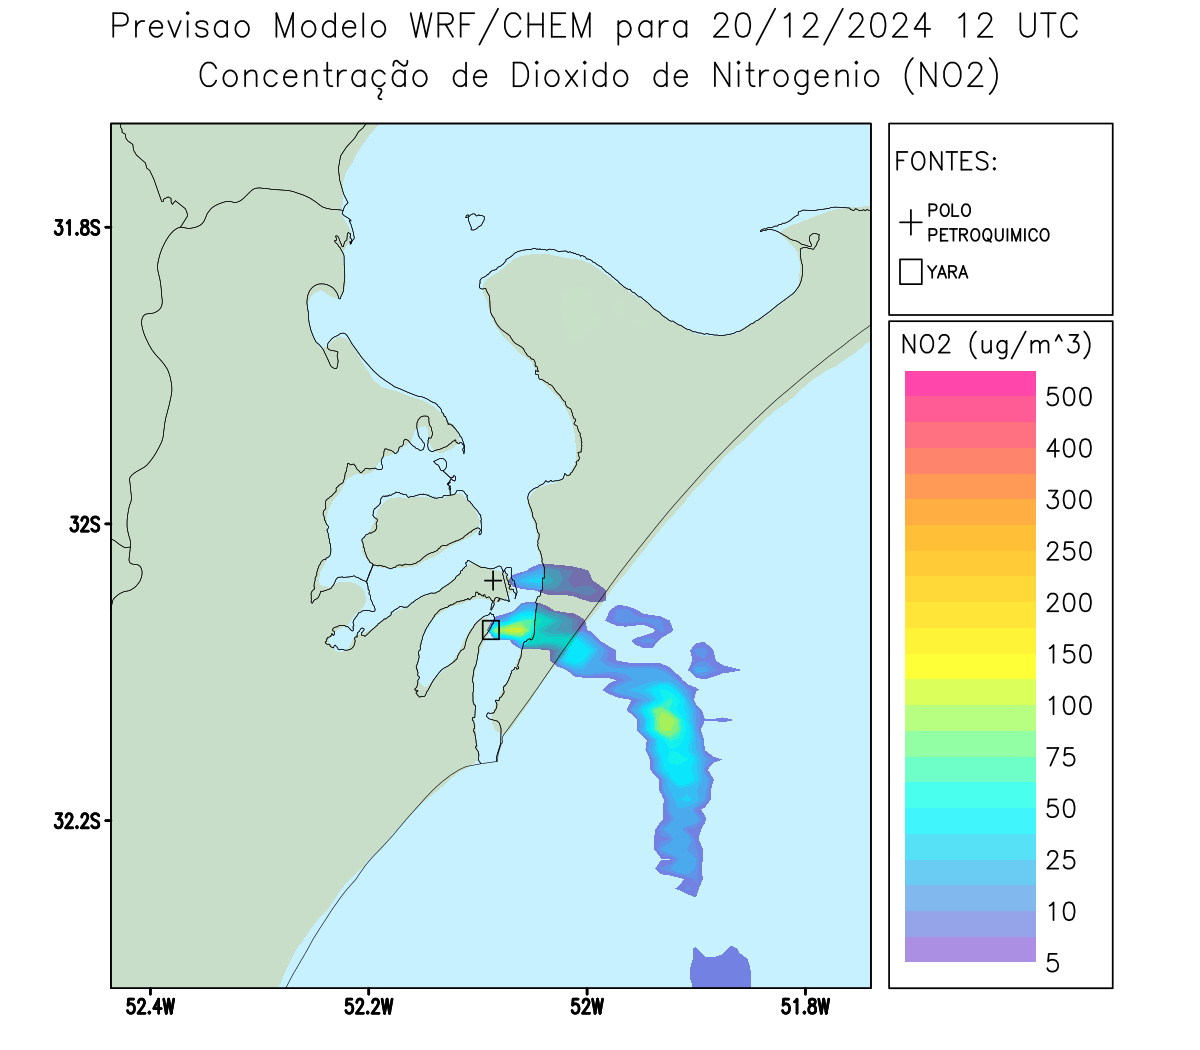 Previsao Modelo WRF/CHEM para 20/12/2024 12 UTC
Concentração de Dioxido de Nitrogenio (NO2)
FONTES:
POLO
PETROQUIMICO
YARA
NO2 (ug/m^3)
500
400
300
250
200
150
100
75
50
25
10
5
31.8S
32S
32.2S
52.4W
52.2W
52W
51.8W